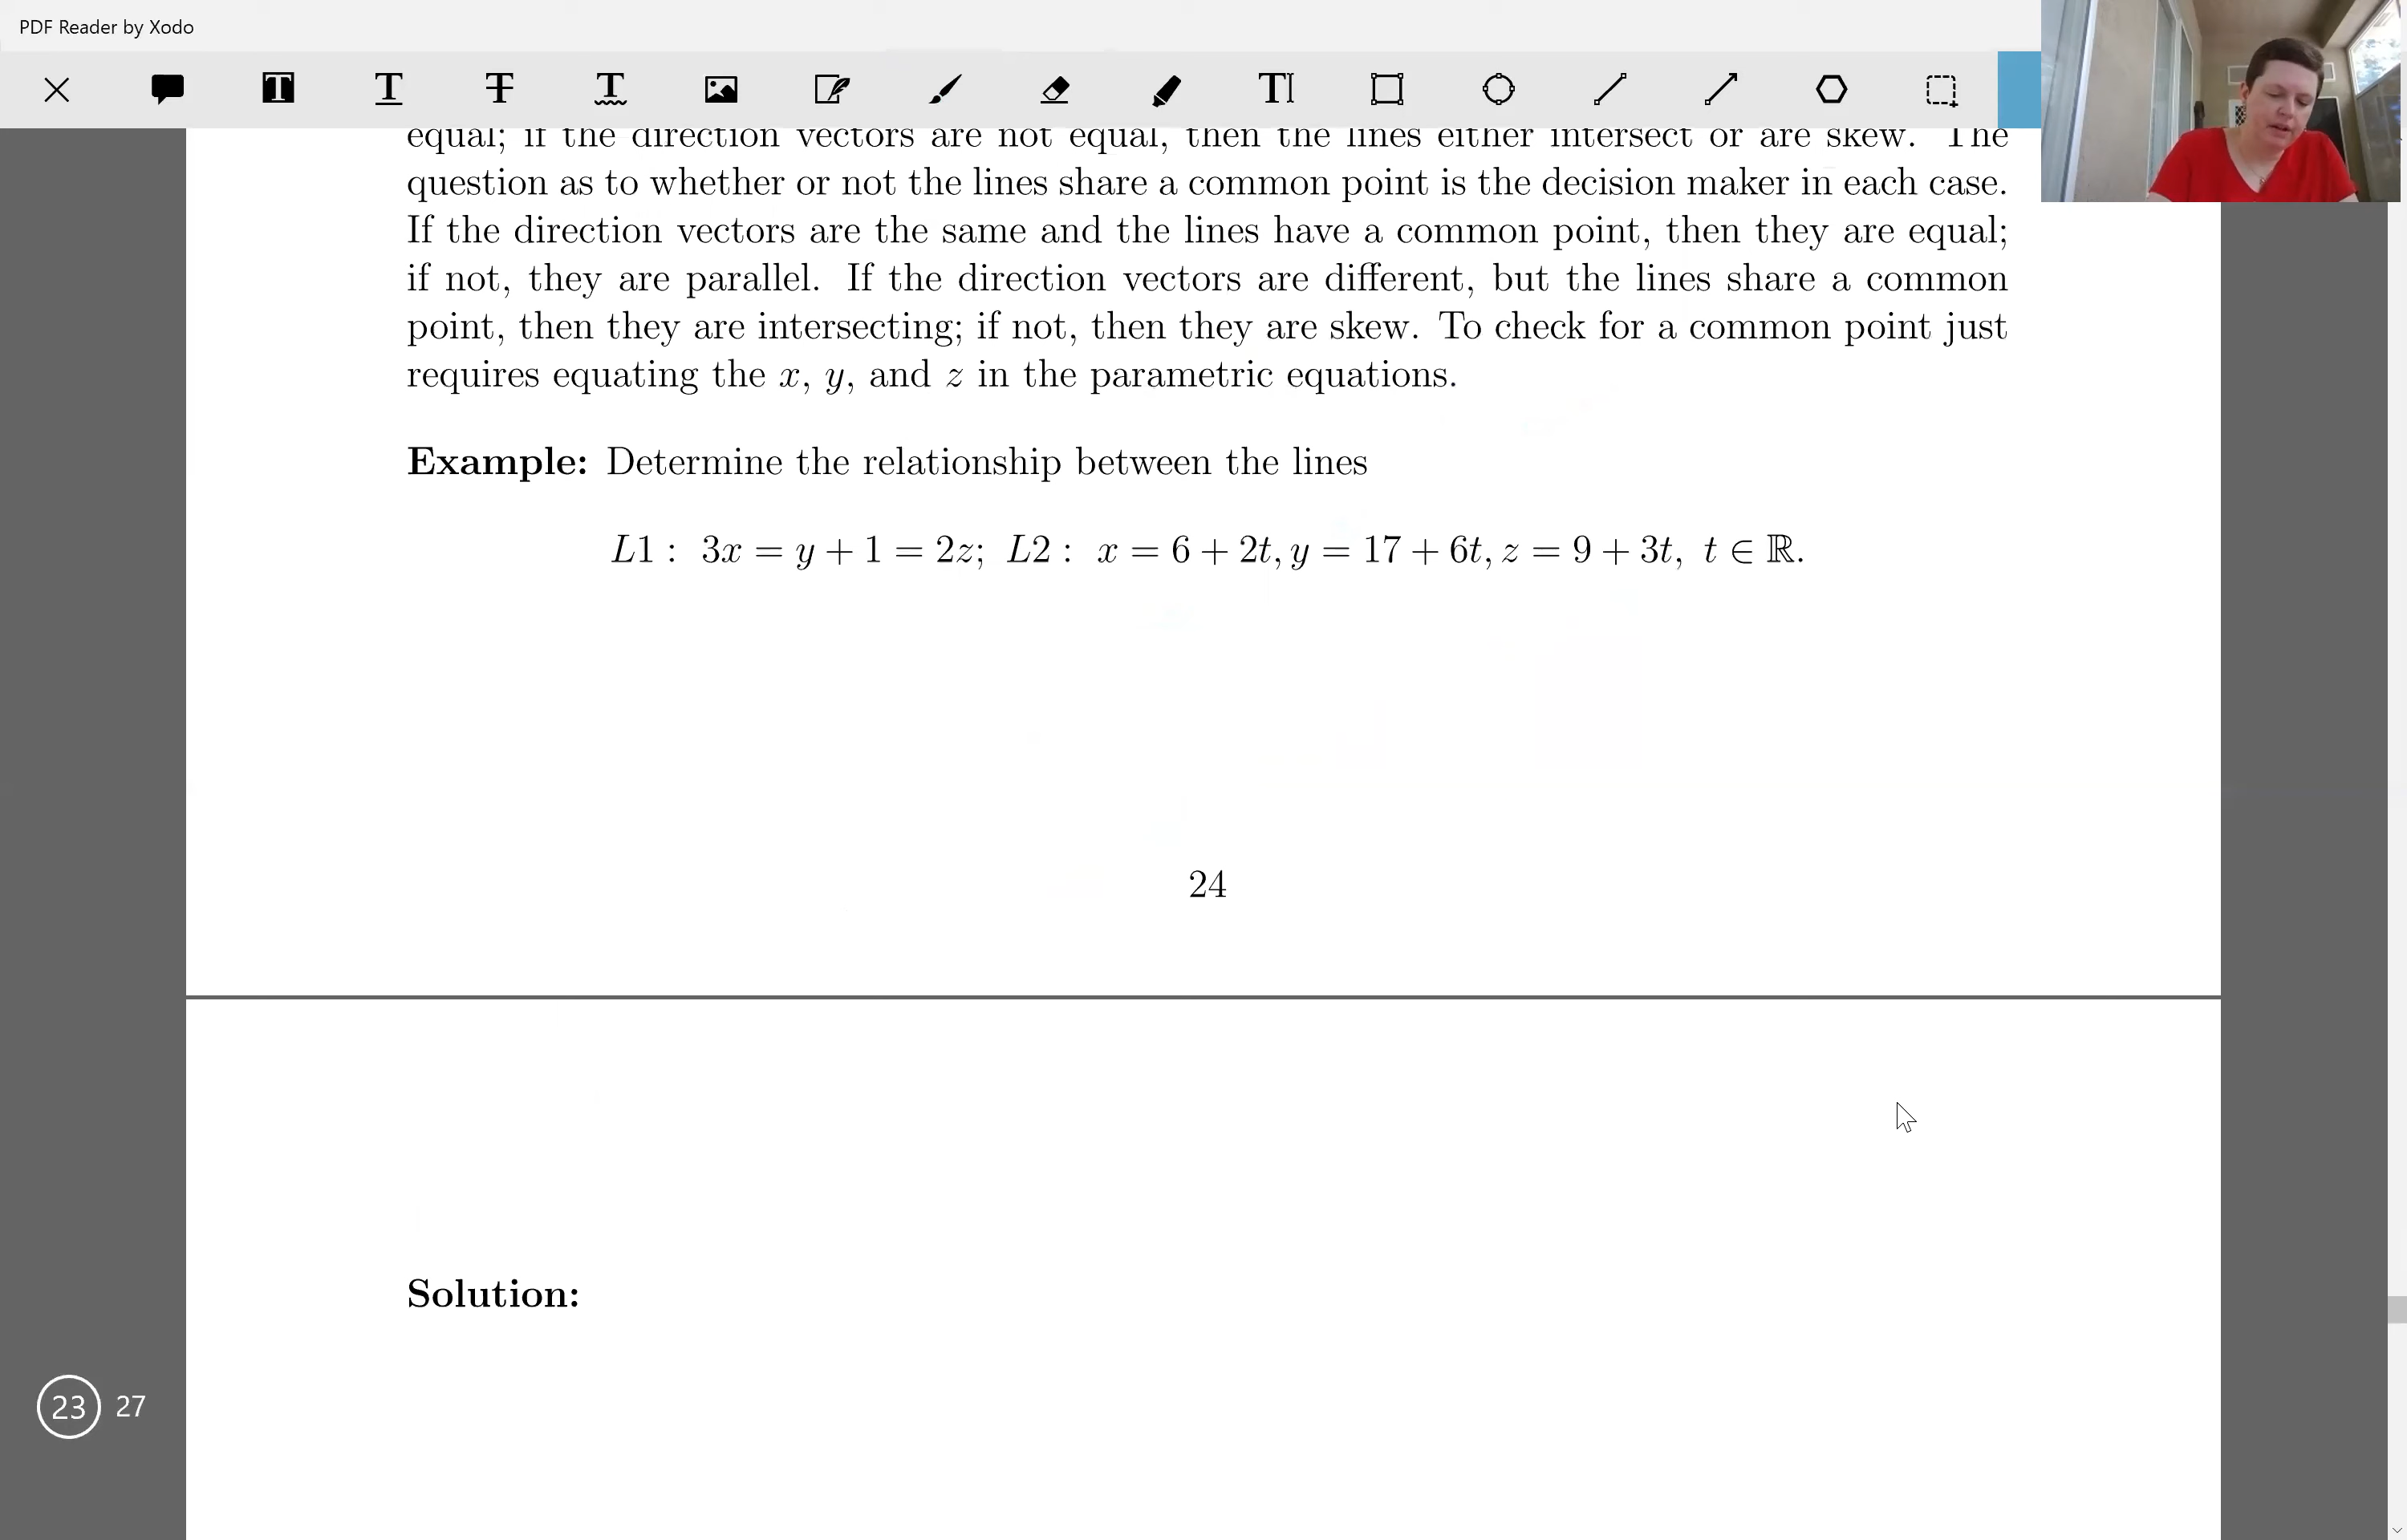 PDF Reader by Xodo
equal; if the direction vectors are not equal, then the lines either intersect or are skew. The
question as to whether or not the lines share a common point is the decision maker in each case.
If the direction vectors are the same and the lines have a common point, then they are equal;
if not, they are parallel. If the direction vectors are different, but the lines share a common
point, then they are intersecting; if not, then they are skew. To check for a common point just
requires equating the x, y, and z in the parametric equations.
Example: Determine the relationship between the lines
L1 : 3x = y + 1 = 2z; L2 : x = 6 + 2t, y = 17 + 6t, z = 9 + 3t, t ∈ ℝ.
24
Solution:
23 27